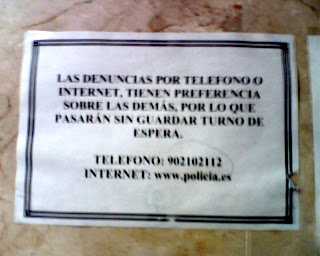 LAS DENUNCIAS POR TELEFONO O
INTERNET, TIENEN PREFERENCIA
SOBRE LAS DEMÁS, POR LO QUE
PASARÁN SIN GUARDAR TURNO DE
ESPERA.
TELEFONO: 902102112
INTERNET: www.policia.es